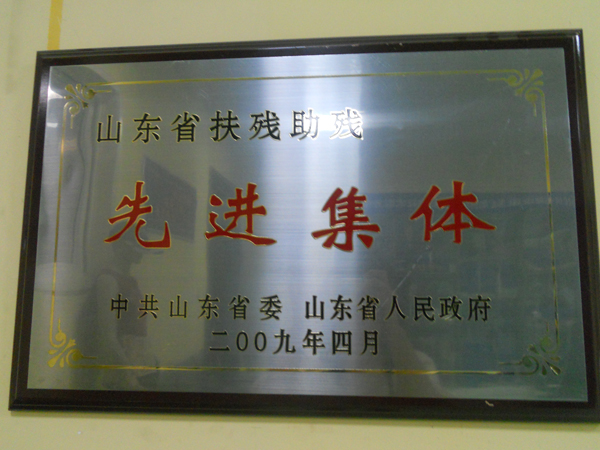 山东省扶残助残
先进集体
中共山东省委 山东省人民政府
二00九年四月